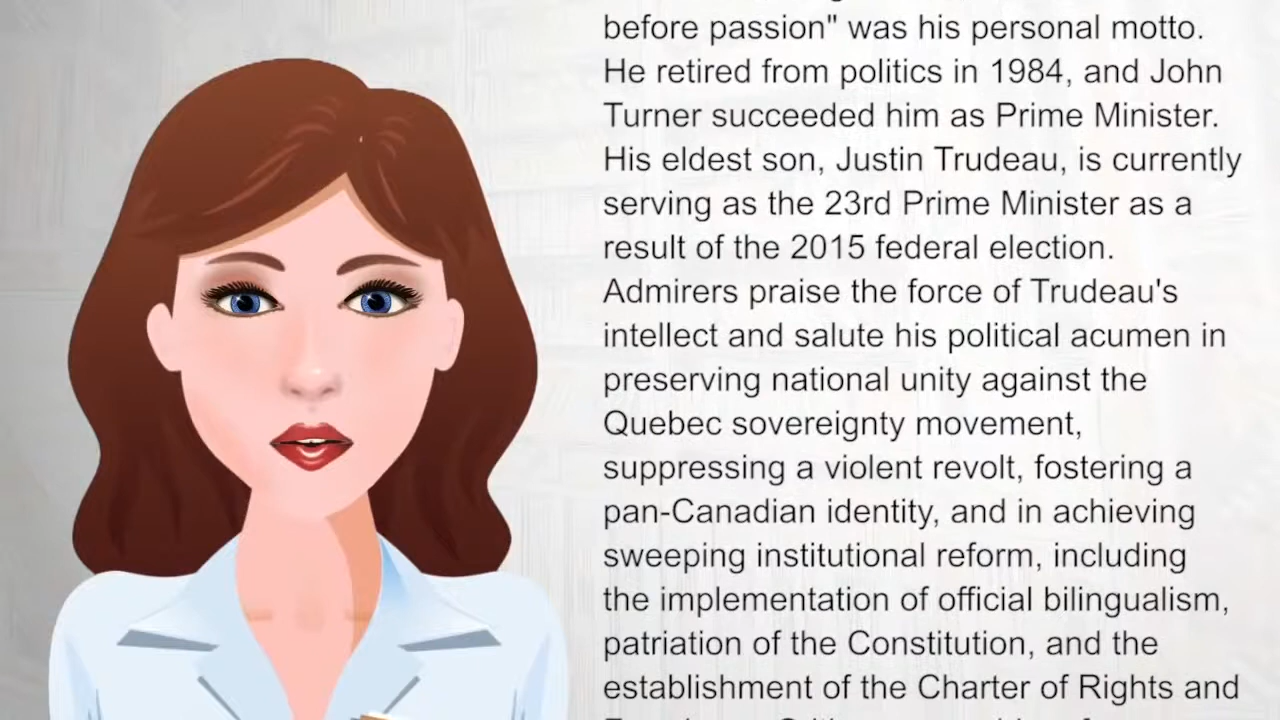 before passion" was his personal motto.
He retired from politics in 1984, and John
Turner succeeded him as Prime Minister.
His eldest son, Justin Trudeau, is currently
serving as the 23rd Prime Minister as a
result of the 2015 federal election.
Admirers praise the force of Trudeau's
intellect and salute his political acumen in
preserving national unity against the
Quebec sovereignty movement,
suppressing a violent revolt, fostering a
pan-Canadian identity, and in achieving
sweeping institutional reform, including
the implementation of official bilingualism,
patriation of the Constitution, and the
establishment of the Charter of Rights and